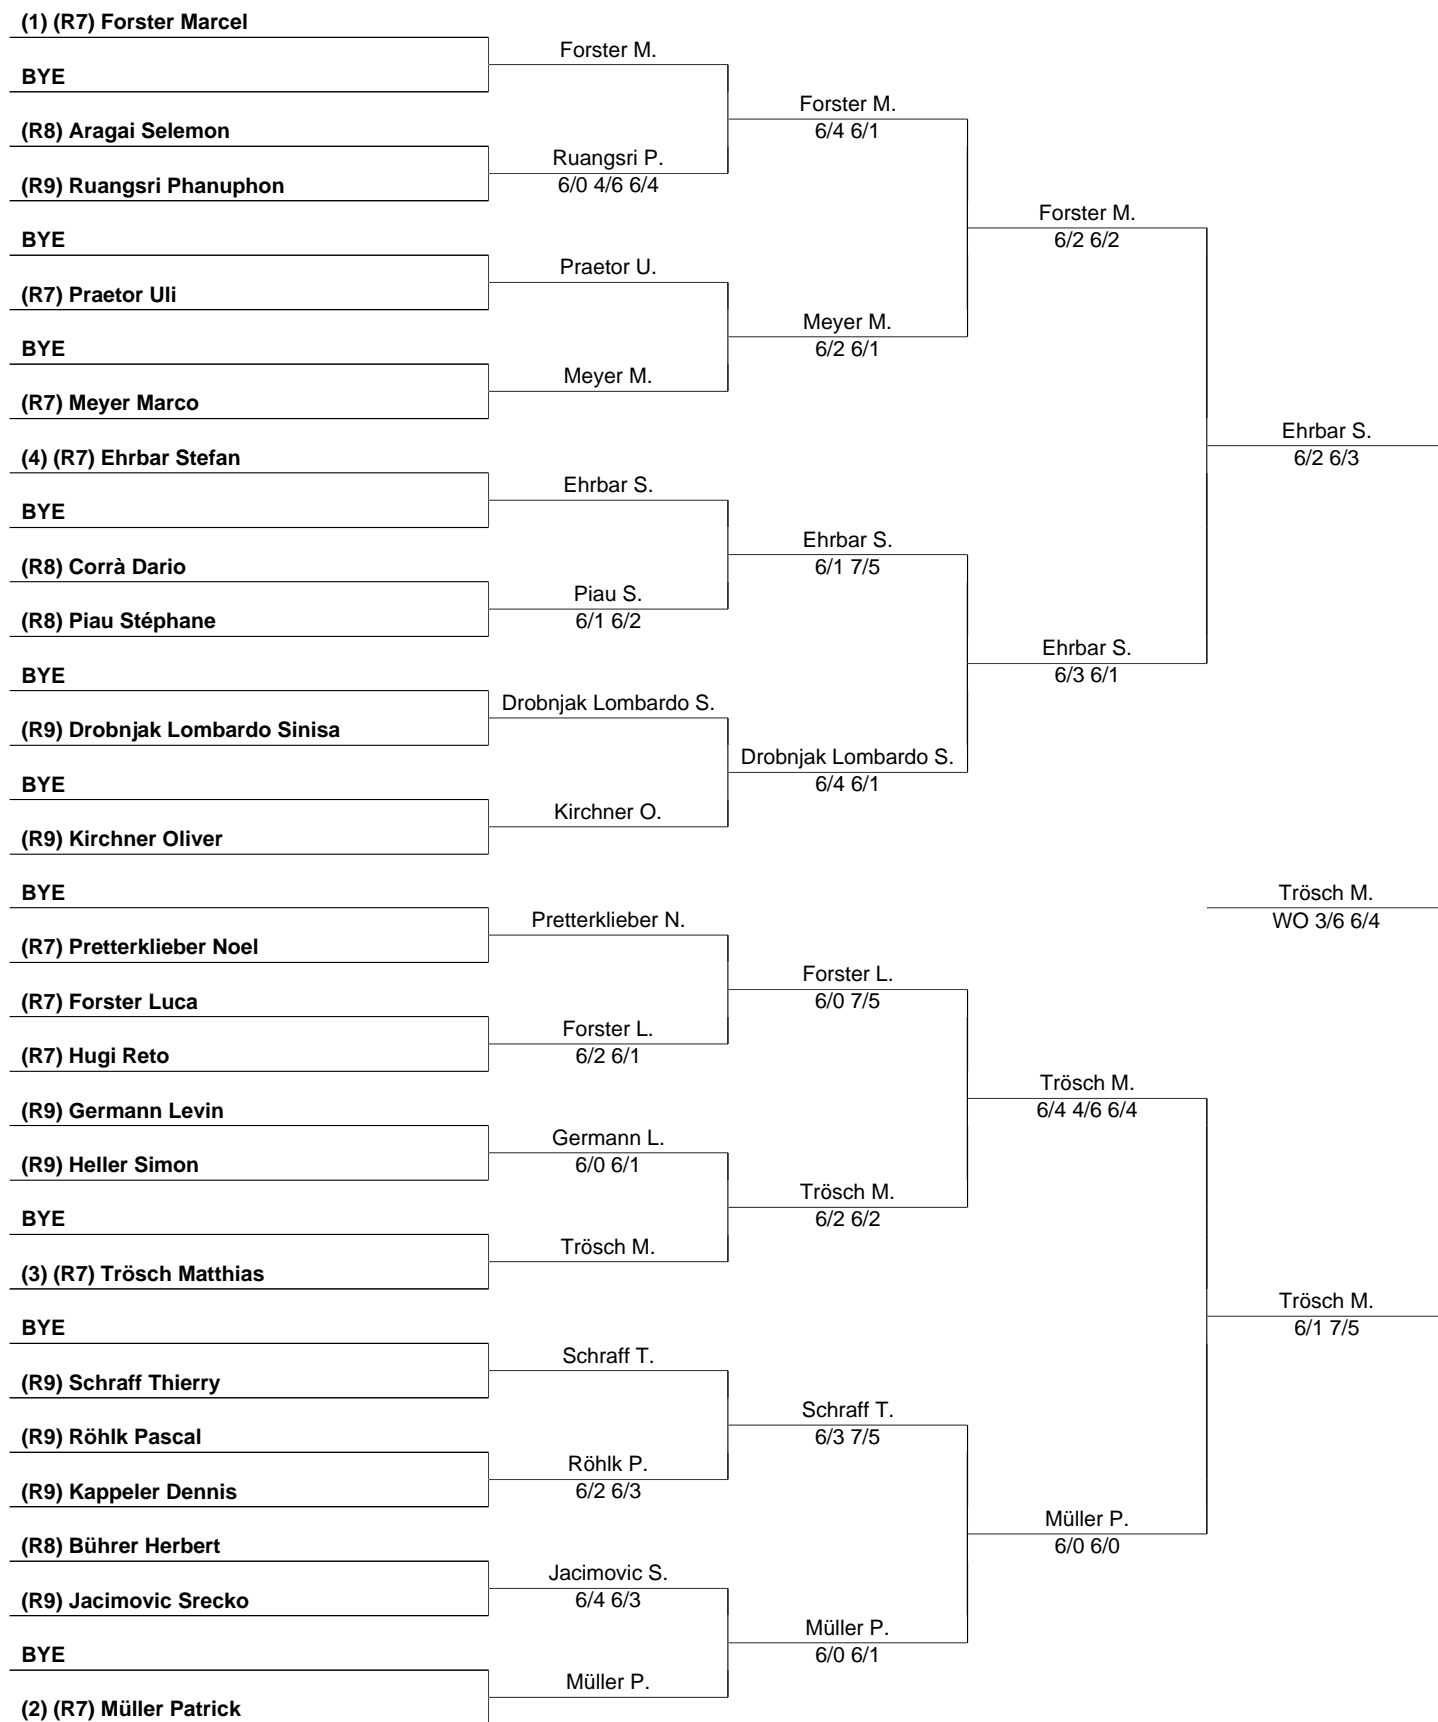 (1) (R7) Forster Marcel
Forster M.
BYE
Forster M.
6/4 6/1
(R8) Aragai Selemon
Ruangsri P.
6/0 4/6 6/4
(R9) Ruangsri Phanuphon
Forster M.
6/2 6/2
BYE
Praetor U.
(R7) Praetor Uli
Meyer M.
6/2 6/1
BYE
Meyer M.
(R7) Meyer Marco
Ehrbar S.
6/2 6/3
(4) (R7) Ehrbar Stefan
Ehrbar S.
BYE
Ehrbar S.
6/1 7/5
(R8) Corrà Dario
Piau S.
6/1 6/2
(R8) Piau Stéphane
Ehrbar S.
6/3 6/1
BYE
Drobnjak Lombardo S.
(R9) Drobnjak Lombardo Sinisa
Drobnjak Lombardo S.
6/4 6/1
BYE
Kirchner O.
(R9) Kirchner Oliver
BYE
Trösch M.
WO 3/6 6/4
Pretterklieber N.
(R7) Pretterklieber Noel
Forster L.
6/0 7/5
(R7) Forster Luca
Forster L.
6/2 6/1
(R7) Hugi Reto
Trösch M.
6/4 4/6 6/4
(R9) Germann Levin
Germann L.
6/0 6/1
(R9) Heller Simon
Trösch M.
6/2 6/2
BYE
Trösch M.
(3) (R7) Trösch Matthias
Trösch M.
6/1 7/5
BYE
Schraff T.
(R9) Schraff Thierry
Schraff T.
6/3 7/5
(R9) Röhlk Pascal
Röhlk P.
6/2 6/3
(R9) Kappeler Dennis
Müller P.
6/0 6/0
(R8) Bührer Herbert
Jacimovic S.
6/4 6/3
(R9) Jacimovic Srecko
Müller P.
6/0 6/1
BYE
Müller P.
(2) (R7) Müller Patrick